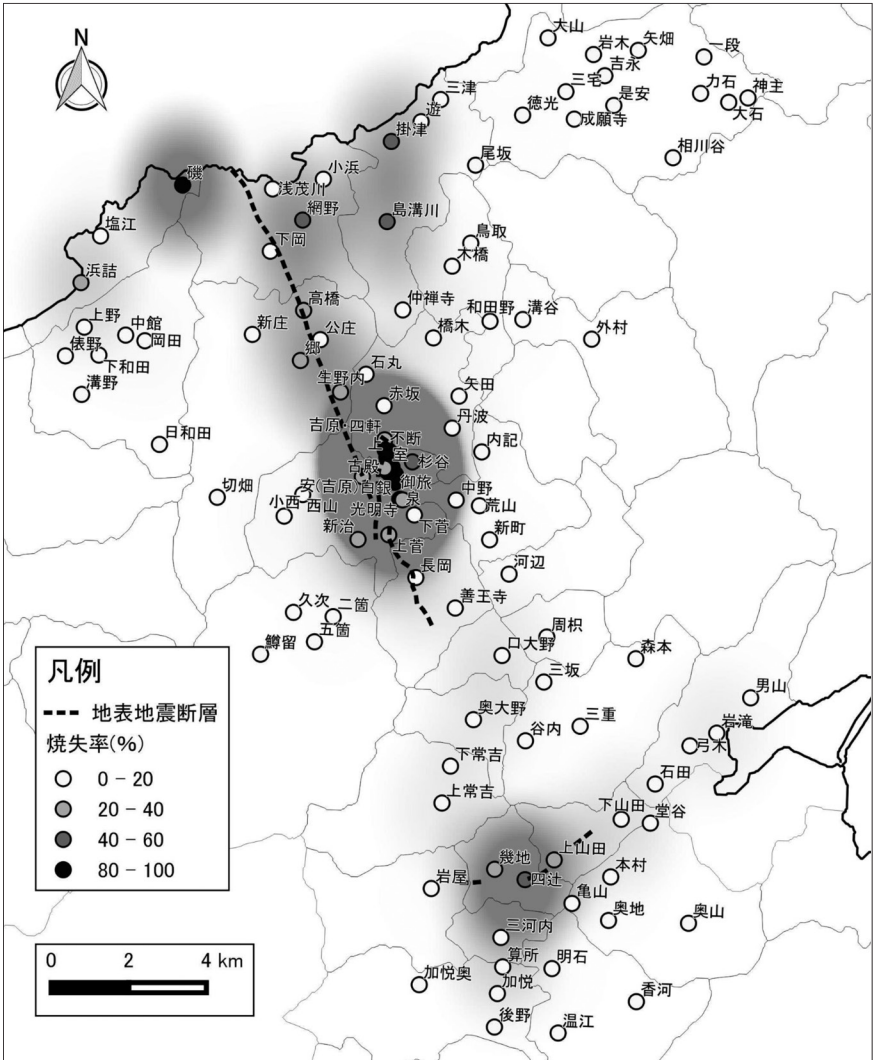 N
大山
岩木
矢畑
一段
吉永
三宅
力石
神主
大石
三津
遊
徳光
是安
成願寺
掛津
相川谷
尾坂
磯
小浜
浅茂川
網野
島溝川
塩江
下岡
鳥取
木橋
浜詰
高橋
仲禅寺
和田野
溝谷
上野
中館
岡田
新庄
公庄
橋木
外村
俵野
下和田
郷
石丸
溝野
生野内
赤坂
矢田
吉原・四軒
不断
丹波
日和田
上
室
杉谷
内記
古殿
切畑
安(吉原)
白銀
御旅
泉
中野
小西
西山
光明寺
下菅
荒山
新治
上菅
新町
長岡
河辺
久次
二箇
善王寺
五箇
鱒留
周枳
口大野
森本
三坂
男山
奥大野
谷内
三重
岩滝
弓木
下常吉
石田
上常吉
下山田
堂谷
幾地
上山田
岩屋
四辻
本村
亀山
奥地
奥山
三河内
算所
明石
加悦奥
加悦
香河
後野
温江
凡例
地表地震断層
焼失率(%)
0 – 20
20 – 40
40 – 60
80 – 100
0 2 4 km